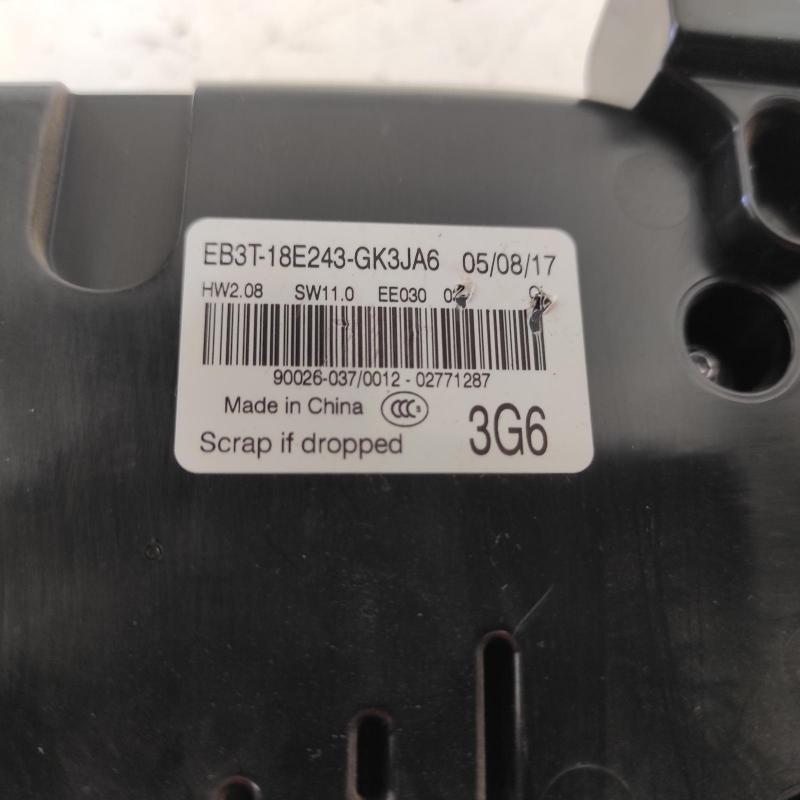 EB3T-18E243-GK3JA6 05/08/17
HW2.08 SW11.0 EE030
90026-037/0012 - 02771287
Made in China CCC S
Scrap if dropped 3G6